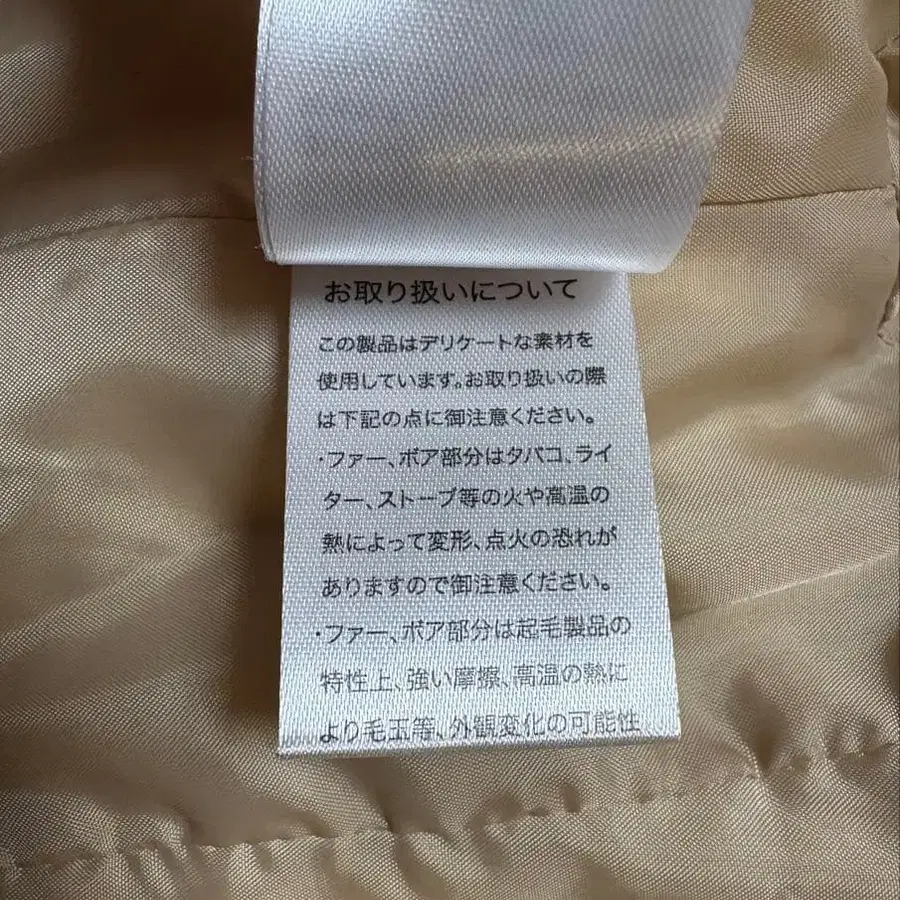 お取り扱いについて
この製品はデリケートな素材を
使用しています。お取り扱いの際
は下記の点に御注意ください。
・ファー、ボア部分はタバコ、ライ
ター、ストーブ等の火や高温の
熱によって変形、点火の恐れが
ありますので御注意ください。
・ファー、ボア部分は起毛製品の
特性上、強い摩擦、高温の熱に
より毛玉等、外観変化の可能性